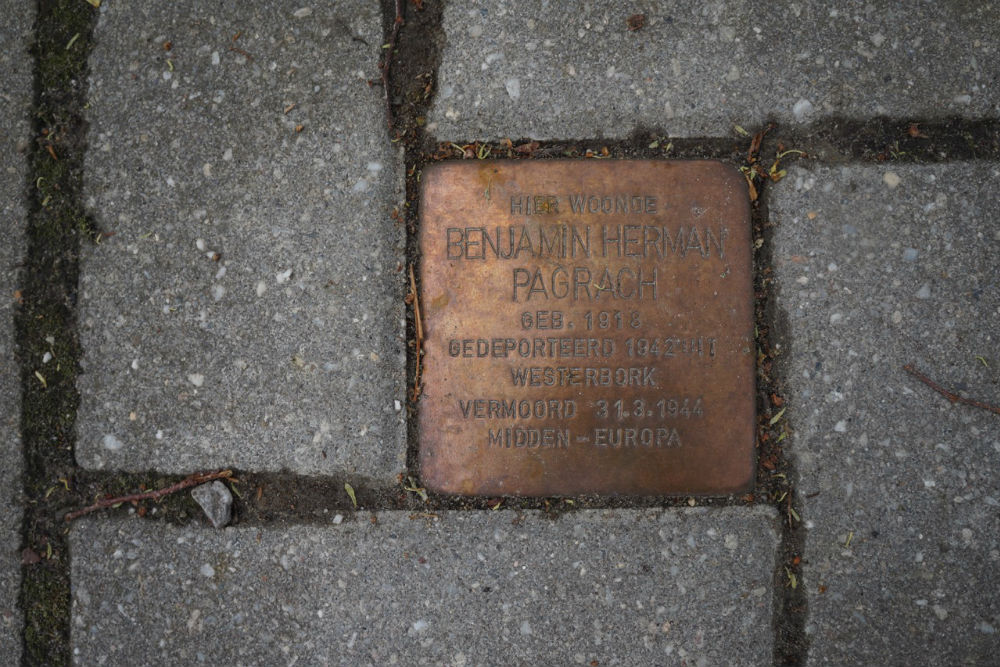 HIER WOONDE
BENJAMIN HERMAN
PAGRACH
GEB. 1918
GEDEPORTEERD 1942 UIT
WESTERBORK
VERMOORD 31.3.1944
MIDDEN-EUROPA